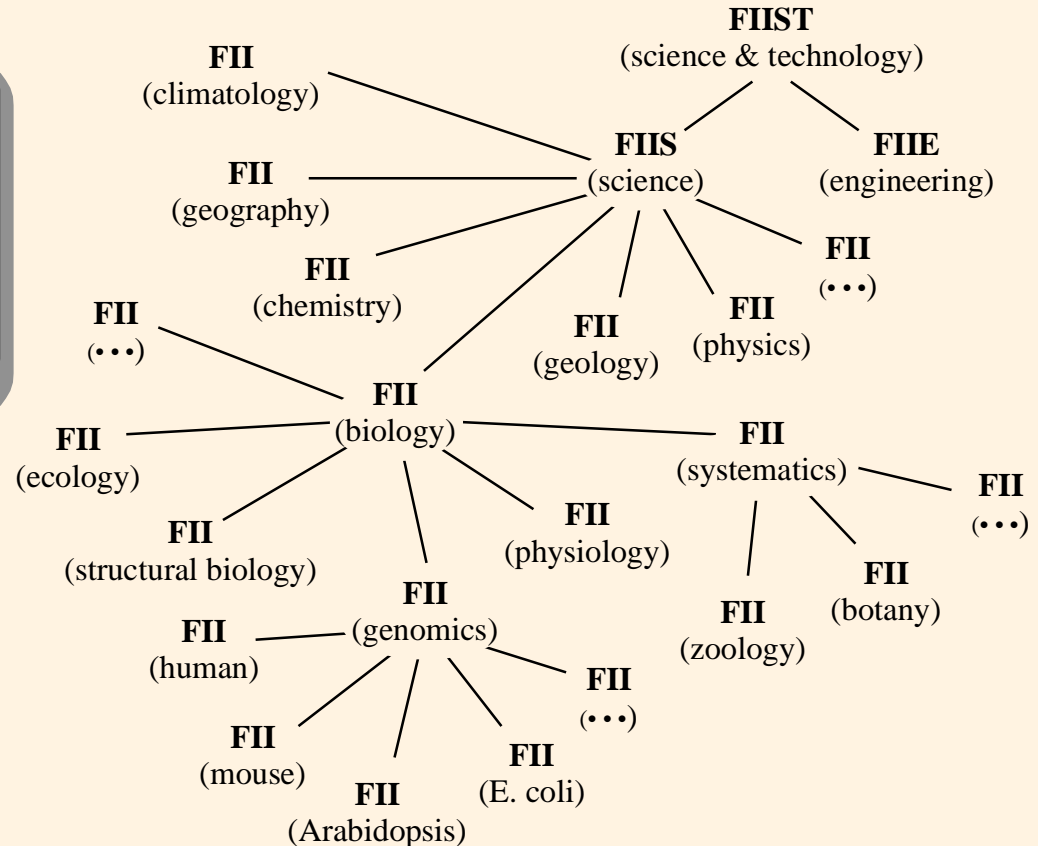 FIIST
(science & technology)
FII
(climatology)
FIIS
(science)
FIIE
(engineering)
FII
(geography)
FII
(•••)
FII
(chemistry)
FII
(physics)
FII
(•••)
FII
(geology)
FII
(biology)
FII
(ecology)
FII
(systematics)
FII
(•••)
FII
(structural biology)
FII
(physiology)
FII
(botany)
FII
(genomics)
FII
(zoology)
FII
(human)
FII
(•••)
FII
(mouse)
FII
(E. coli)
FII
(Arabidopsis)